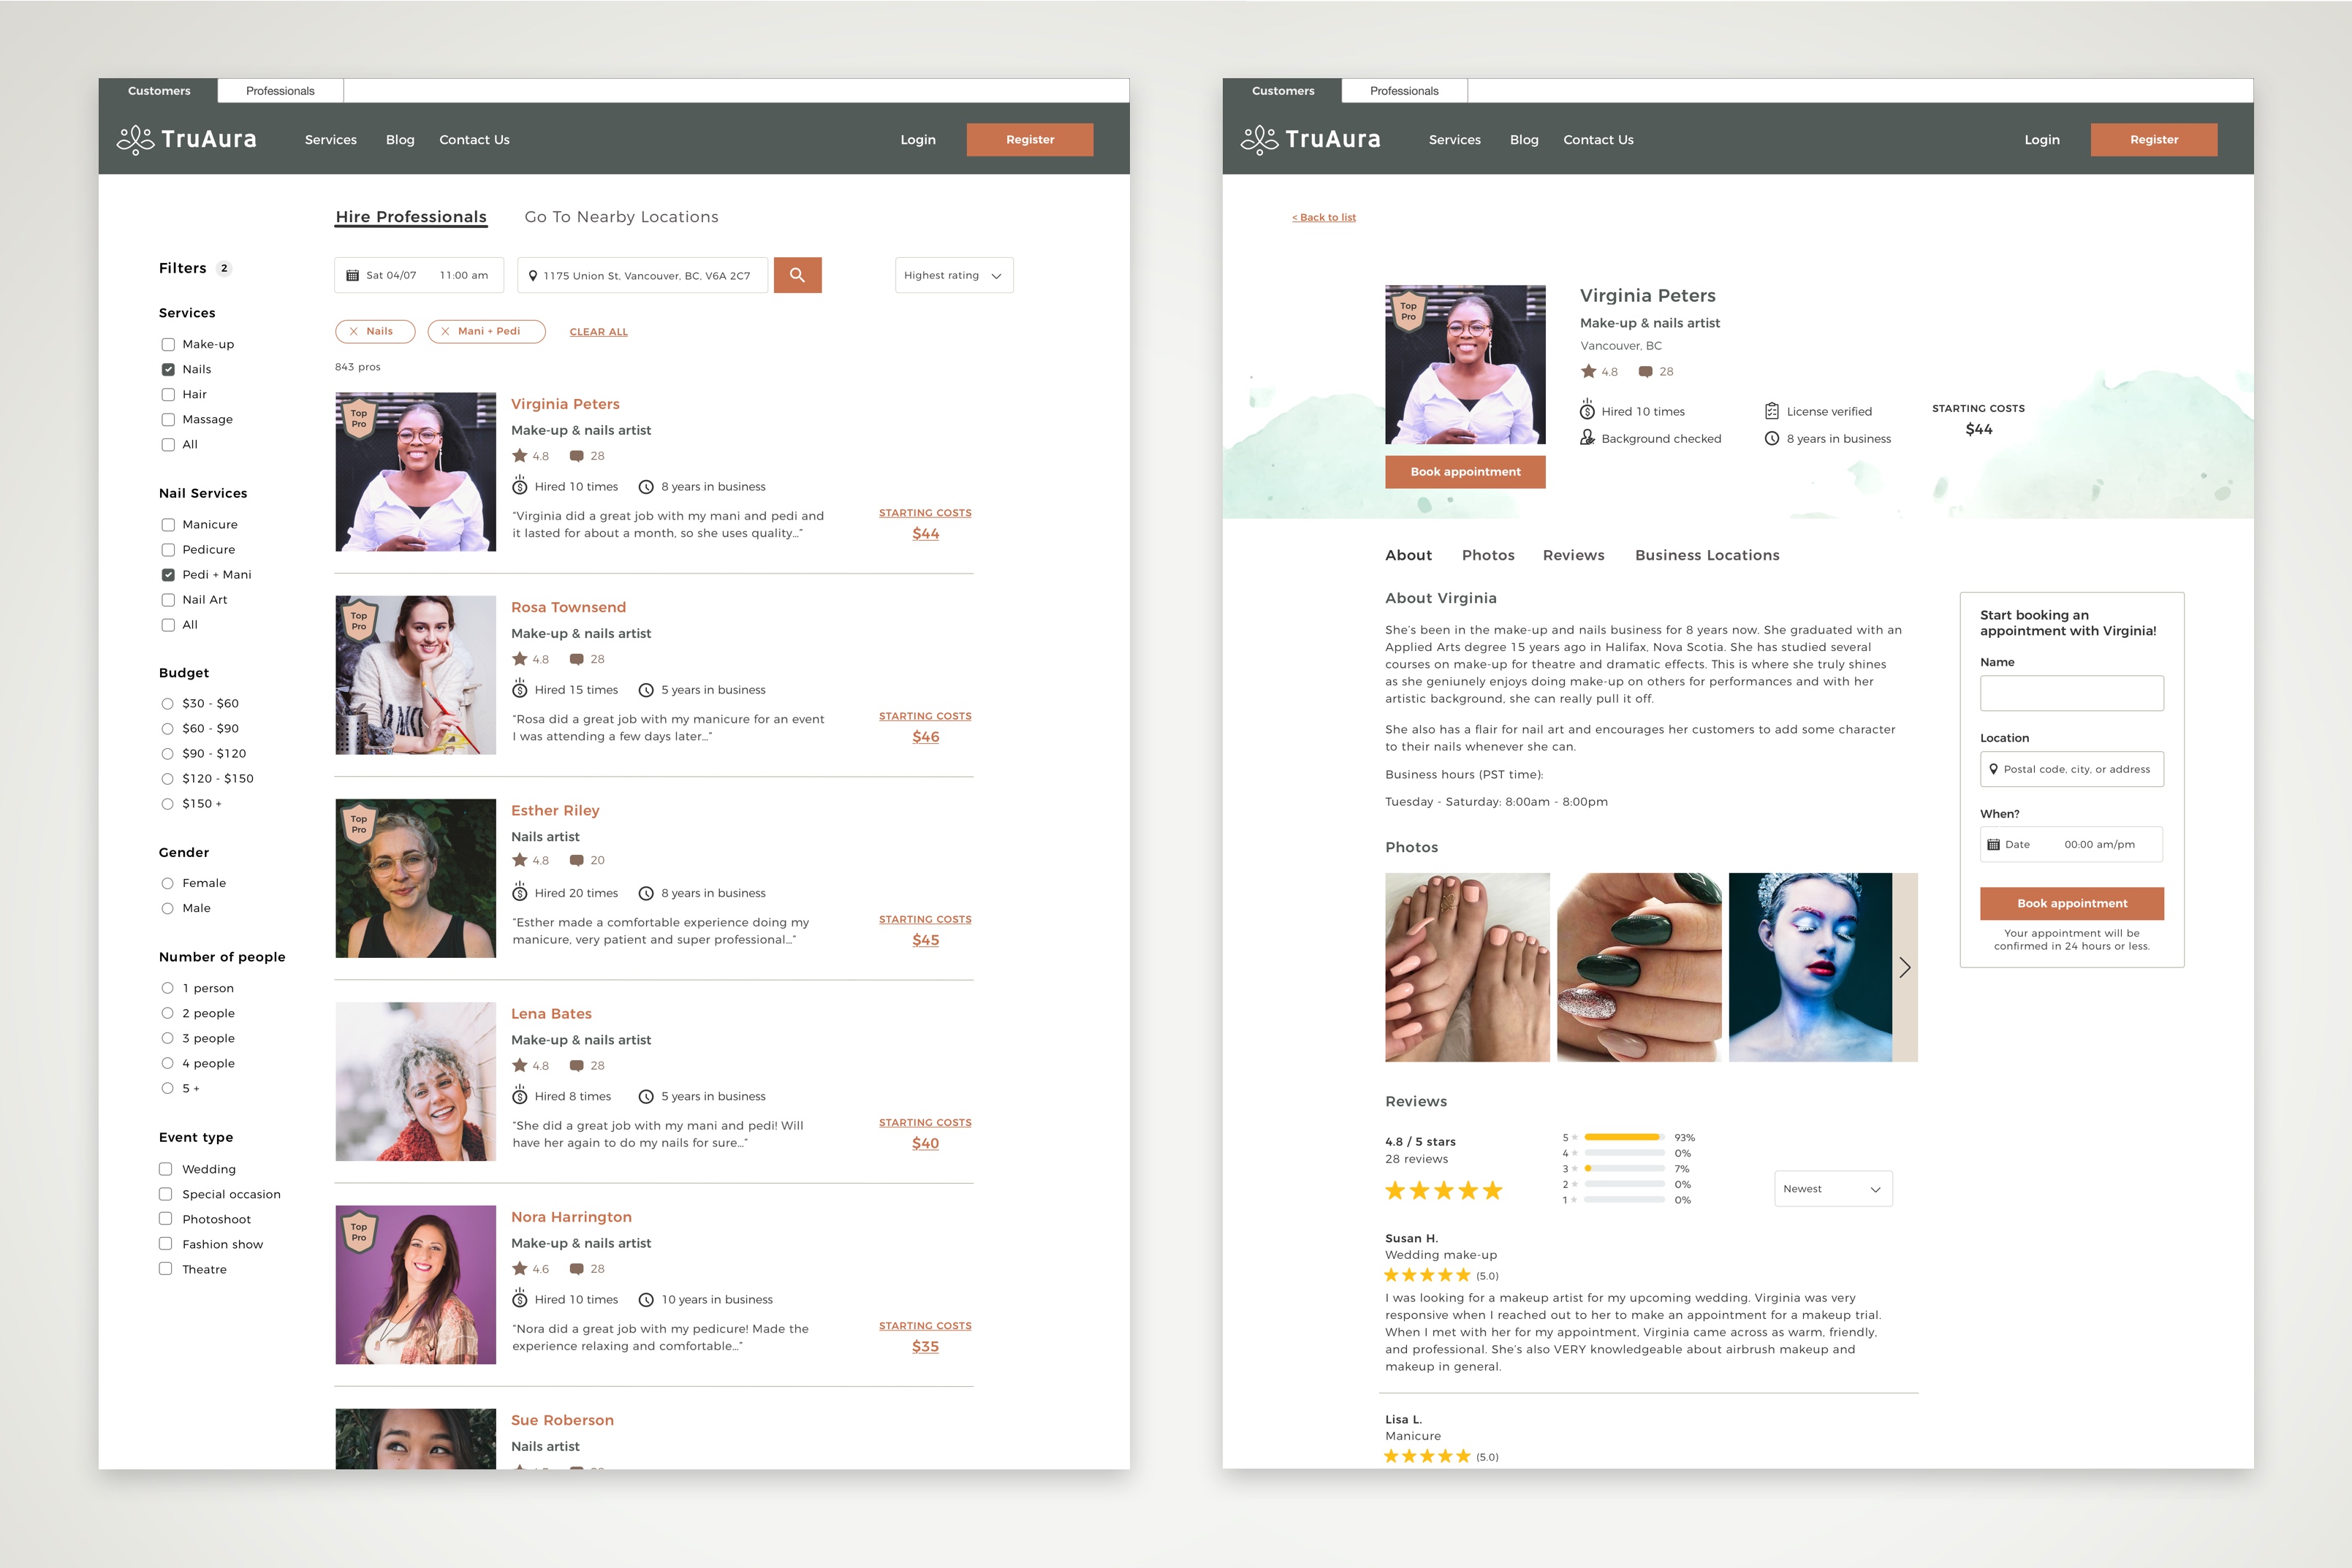 Customers
Professionals
TruAura
Services
Blog
Contact Us
Login
Register
Hire Professionals
Go To Nearby Locations
Filters 2
Sat 04/07 11:00 am
1175 Union St, Vancouver, BC, V6A 2C7
Highest rating
Nails
Mani + Pedi
CLEAR ALL
843 pros
Services
Make-up
Nails
Hair
Massage
All
Nail Services
Manicure
Pedicure
Pedi + Mani
Nail Art
All
Budget
$30 - $60
$60 - $90
$90 - $120
$120 - $150
$150 +
Gender
Female
Male
Number of people
1 person
2 people
3 people
4 people
5 +
Event type
Wedding
Special occasion
Photoshoot
Fashion show
Theatre
Top
Pro
Virginia Peters
Make-up & nails artist
4.8 28
Hired 10 times 8 years in business
"Virginia did a great job with my mani and pedi and
it lasted for about a month, so she uses quality..."
STARTING COSTS
$44
Top
Pro
Rosa Townsend
Make-up & nails artist
4.8 28
Hired 15 times 5 years in business
"Rosa did a great job with my manicure for an event
I was attending a few days later..."
STARTING COSTS
$46
Top
Pro
Esther Riley
Nails artist
4.8 20
Hired 20 times 8 years in business
"Esther made a comfortable experience doing my
manicure, very patient and super professional..."
STARTING COSTS
$45
Lena Bates
Make-up & nails artist
4.8 28
Hired 8 times 5 years in business
"She did a great job with my mani and pedi! Will
have her again to do my nails for sure..."
STARTING COSTS
$40
Top
Pro
Nora Harrington
Make-up & nails artist
4.6 28
Hired 10 times 10 years in business
"Nora did a great job with my pedicure! Made the
experience relaxing and comfortable..."
STARTING COSTS
$35
Sue Roberson
Nails artist
Customers
Professionals
TruAura
Services
Blog
Contact Us
Login
Register
< Back to list
Top
Pro
Book appointment
Virginia Peters
Make-up & nails artist
Vancouver, BC
4.8 28
Hired 10 times License verified
Background checked 8 years in business
STARTING COSTS
$44
About
Photos
Reviews
Business Locations
About Virginia
She's been in the make-up and nails business for 8 years now. She graduated with an
Applied Arts degree 15 years ago in Halifax, Nova Scotia. She has studied several
courses on make-up for theatre and dramatic effects. This is where she truly shines
as she geniunely enjoys doing make-up on others for performances and with her
artistic background, she can really pull it off.
She also has a flair for nail art and encourages her customers to add some character
to their nails whenever she can.
Business hours (PST time):
Tuesday - Saturday: 8:00am - 8:00pm
Start booking an
appointment with Virginia!
Name
Location
Postal code, city, or address
When?
Date 00:00 am/pm
Book appointment
Your appointment will be
confirmed in 24 hours or less.
Photos
Reviews
4.8 / 5 stars
28 reviews
5 93%
4 0%
3 7%
2 0%
1 0%
Newest
Susan H.
Wedding make-up
(5.0)
I was looking for a makeup artist for my upcoming wedding. Virginia was very
responsive when I reached out to her to make an appointment for a makeup trial.
When I met with her for my appointment, Virginia came across as warm, friendly,
and professional. She's also VERY knowledgeable about airbrush makeup and
makeup in general.
Lisa L.
Manicure
(5.0)